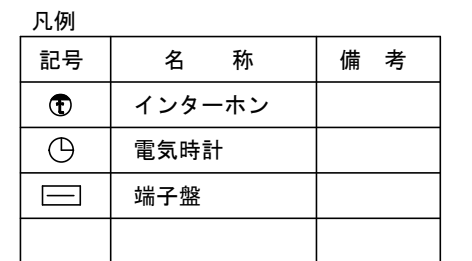 凡例
記号 名 称 備 考
t インターホン
電気時計
端子盤